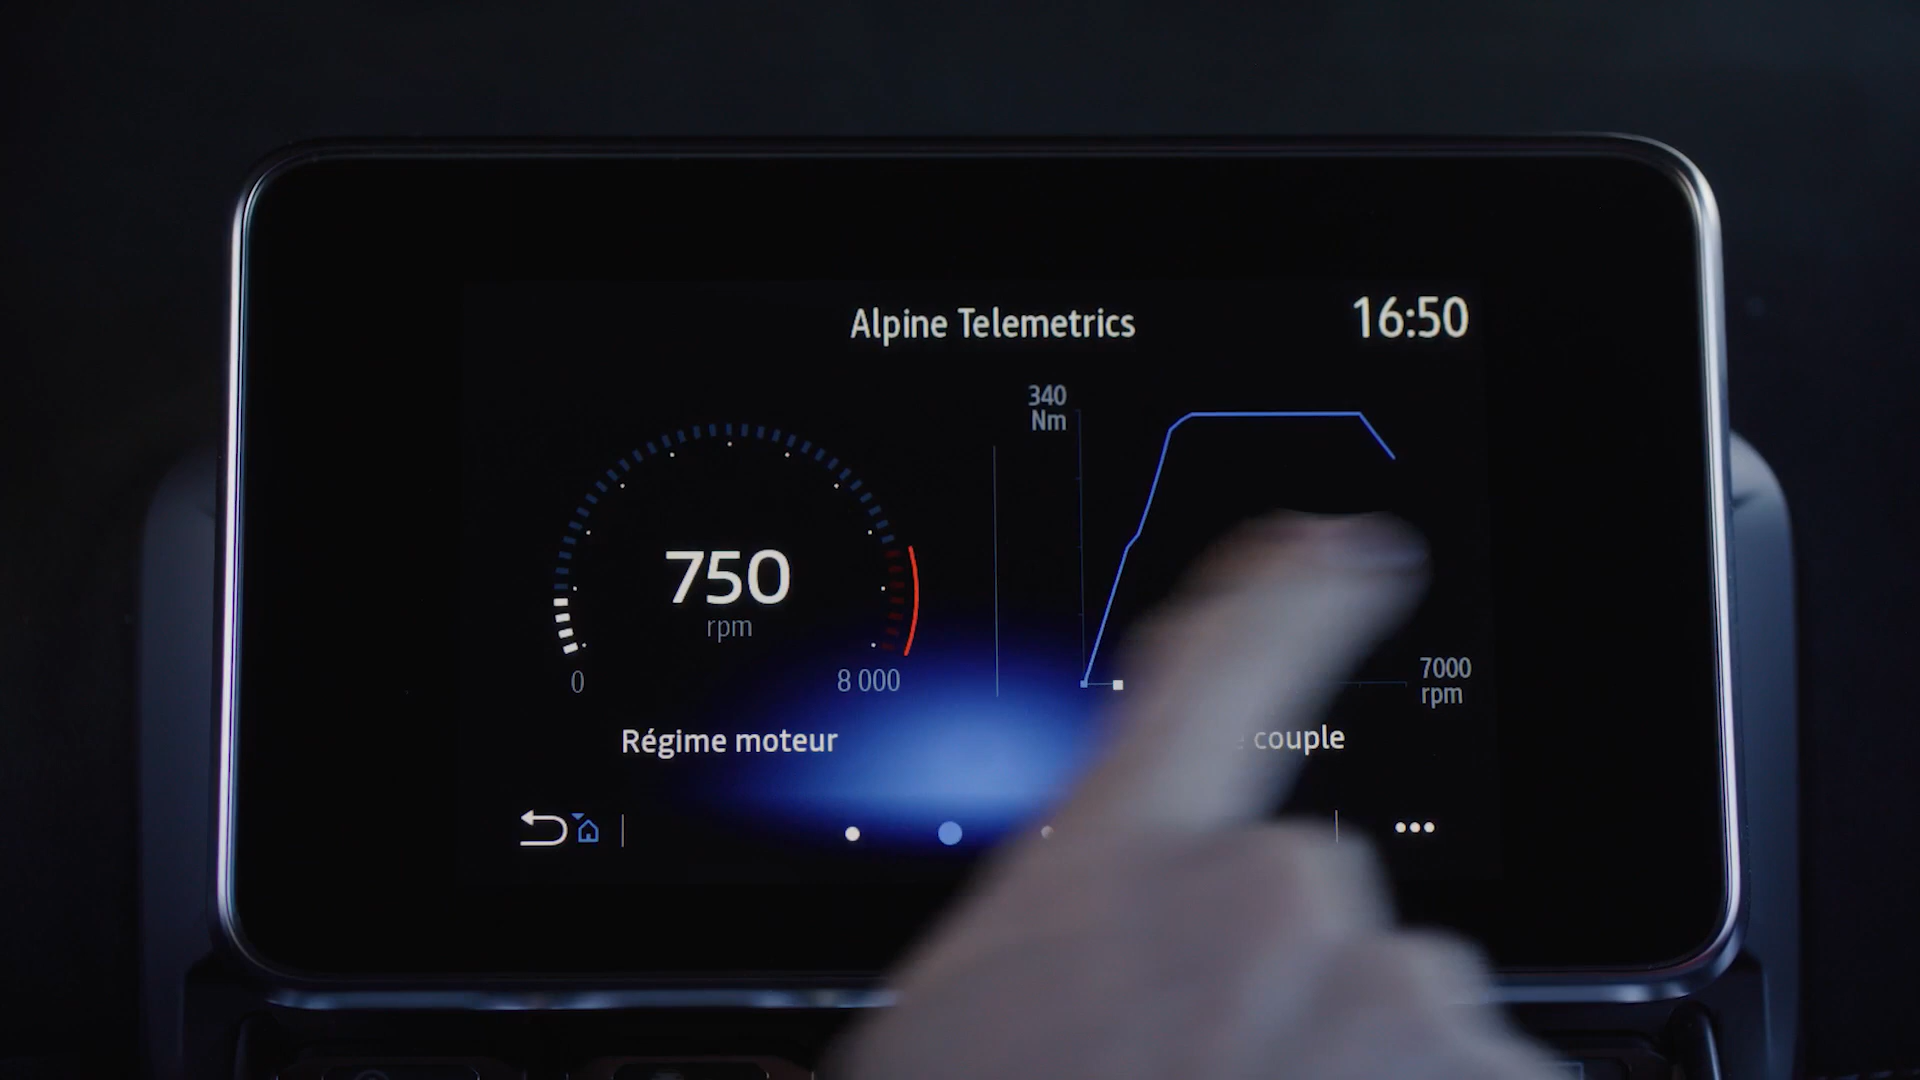 Alpine Telemetrics
16:50
750
rpm
0
8 000
Régime moteur
340
Nm
7000
rpm
couple